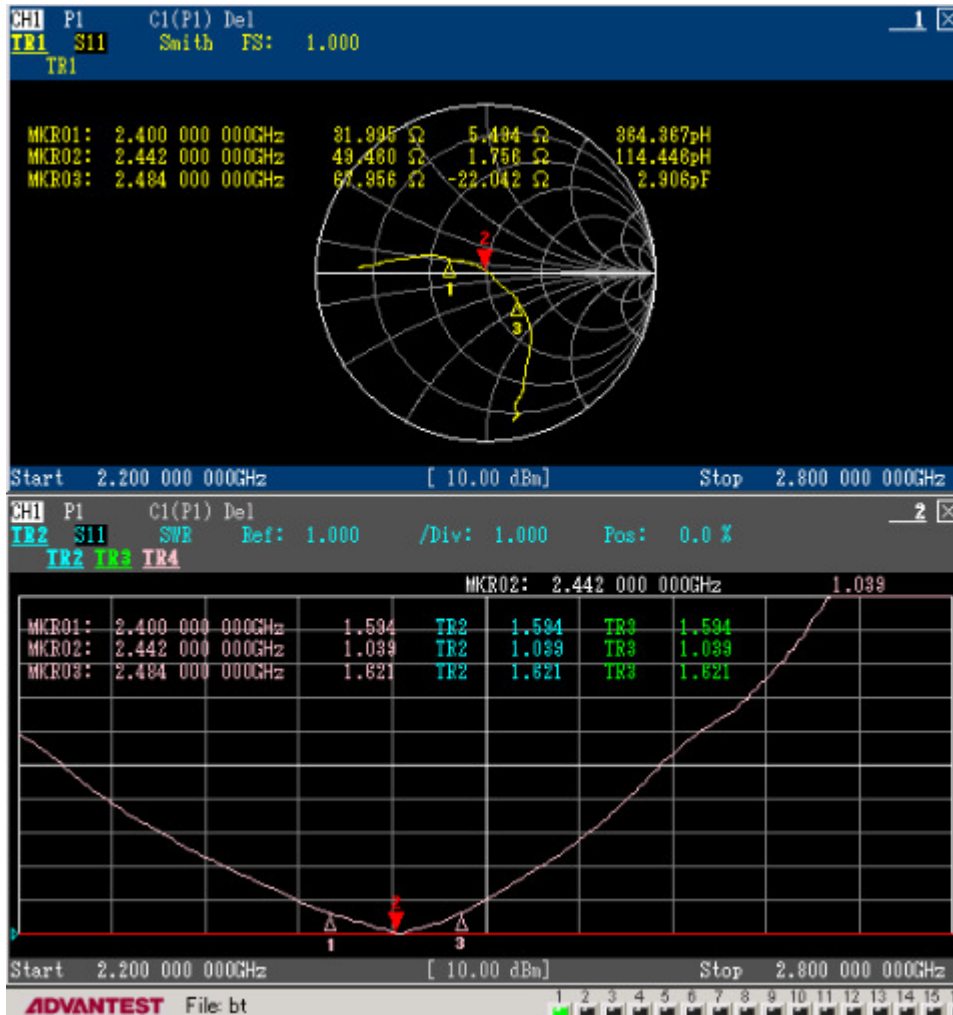 CH1 P1 C1(P1) Del 1
TR1 S11 Smith FS: 1.000
TR1
MKR01: 2.400 000 000GHz 31.995 Ω 5.494 Ω 364.367pH
MKR02: 2.442 000 000GHz 49.460 Ω 1.756 Ω 114.446pH
MKR03: 2.484 000 000GHz 67.956 Ω -22.042 Ω 2.906pF
2
1
3
Start 2.200 000 000GHz [ 10.00 dBm] Stop 2.800 000 000GHz
CH1 P1 C1(P1) Del 2
TR2 S11 SWR Ref: 1.000 /Div: 1.000 Pos: 0.0 %
TR2 TR3 TR4
MKR02: 2.442 000 000GHz 1.039
MKR01: 2.400 000 000GHz 1.594 TR2 1.594 TR3 1.594
MKR02: 2.442 000 000GHz 1.039 TR2 1.039 TR3 1.039
MKR03: 2.484 000 000GHz 1.621 TR2 1.621 TR3 1.621
2
1 3
Start 2.200 000 000GHz [ 10.00 dBm] Stop 2.800 000 000GHz
ADVANTEST File: bt 1 2 3 4 5 6 7 8 9 10 11 12 13 14 15